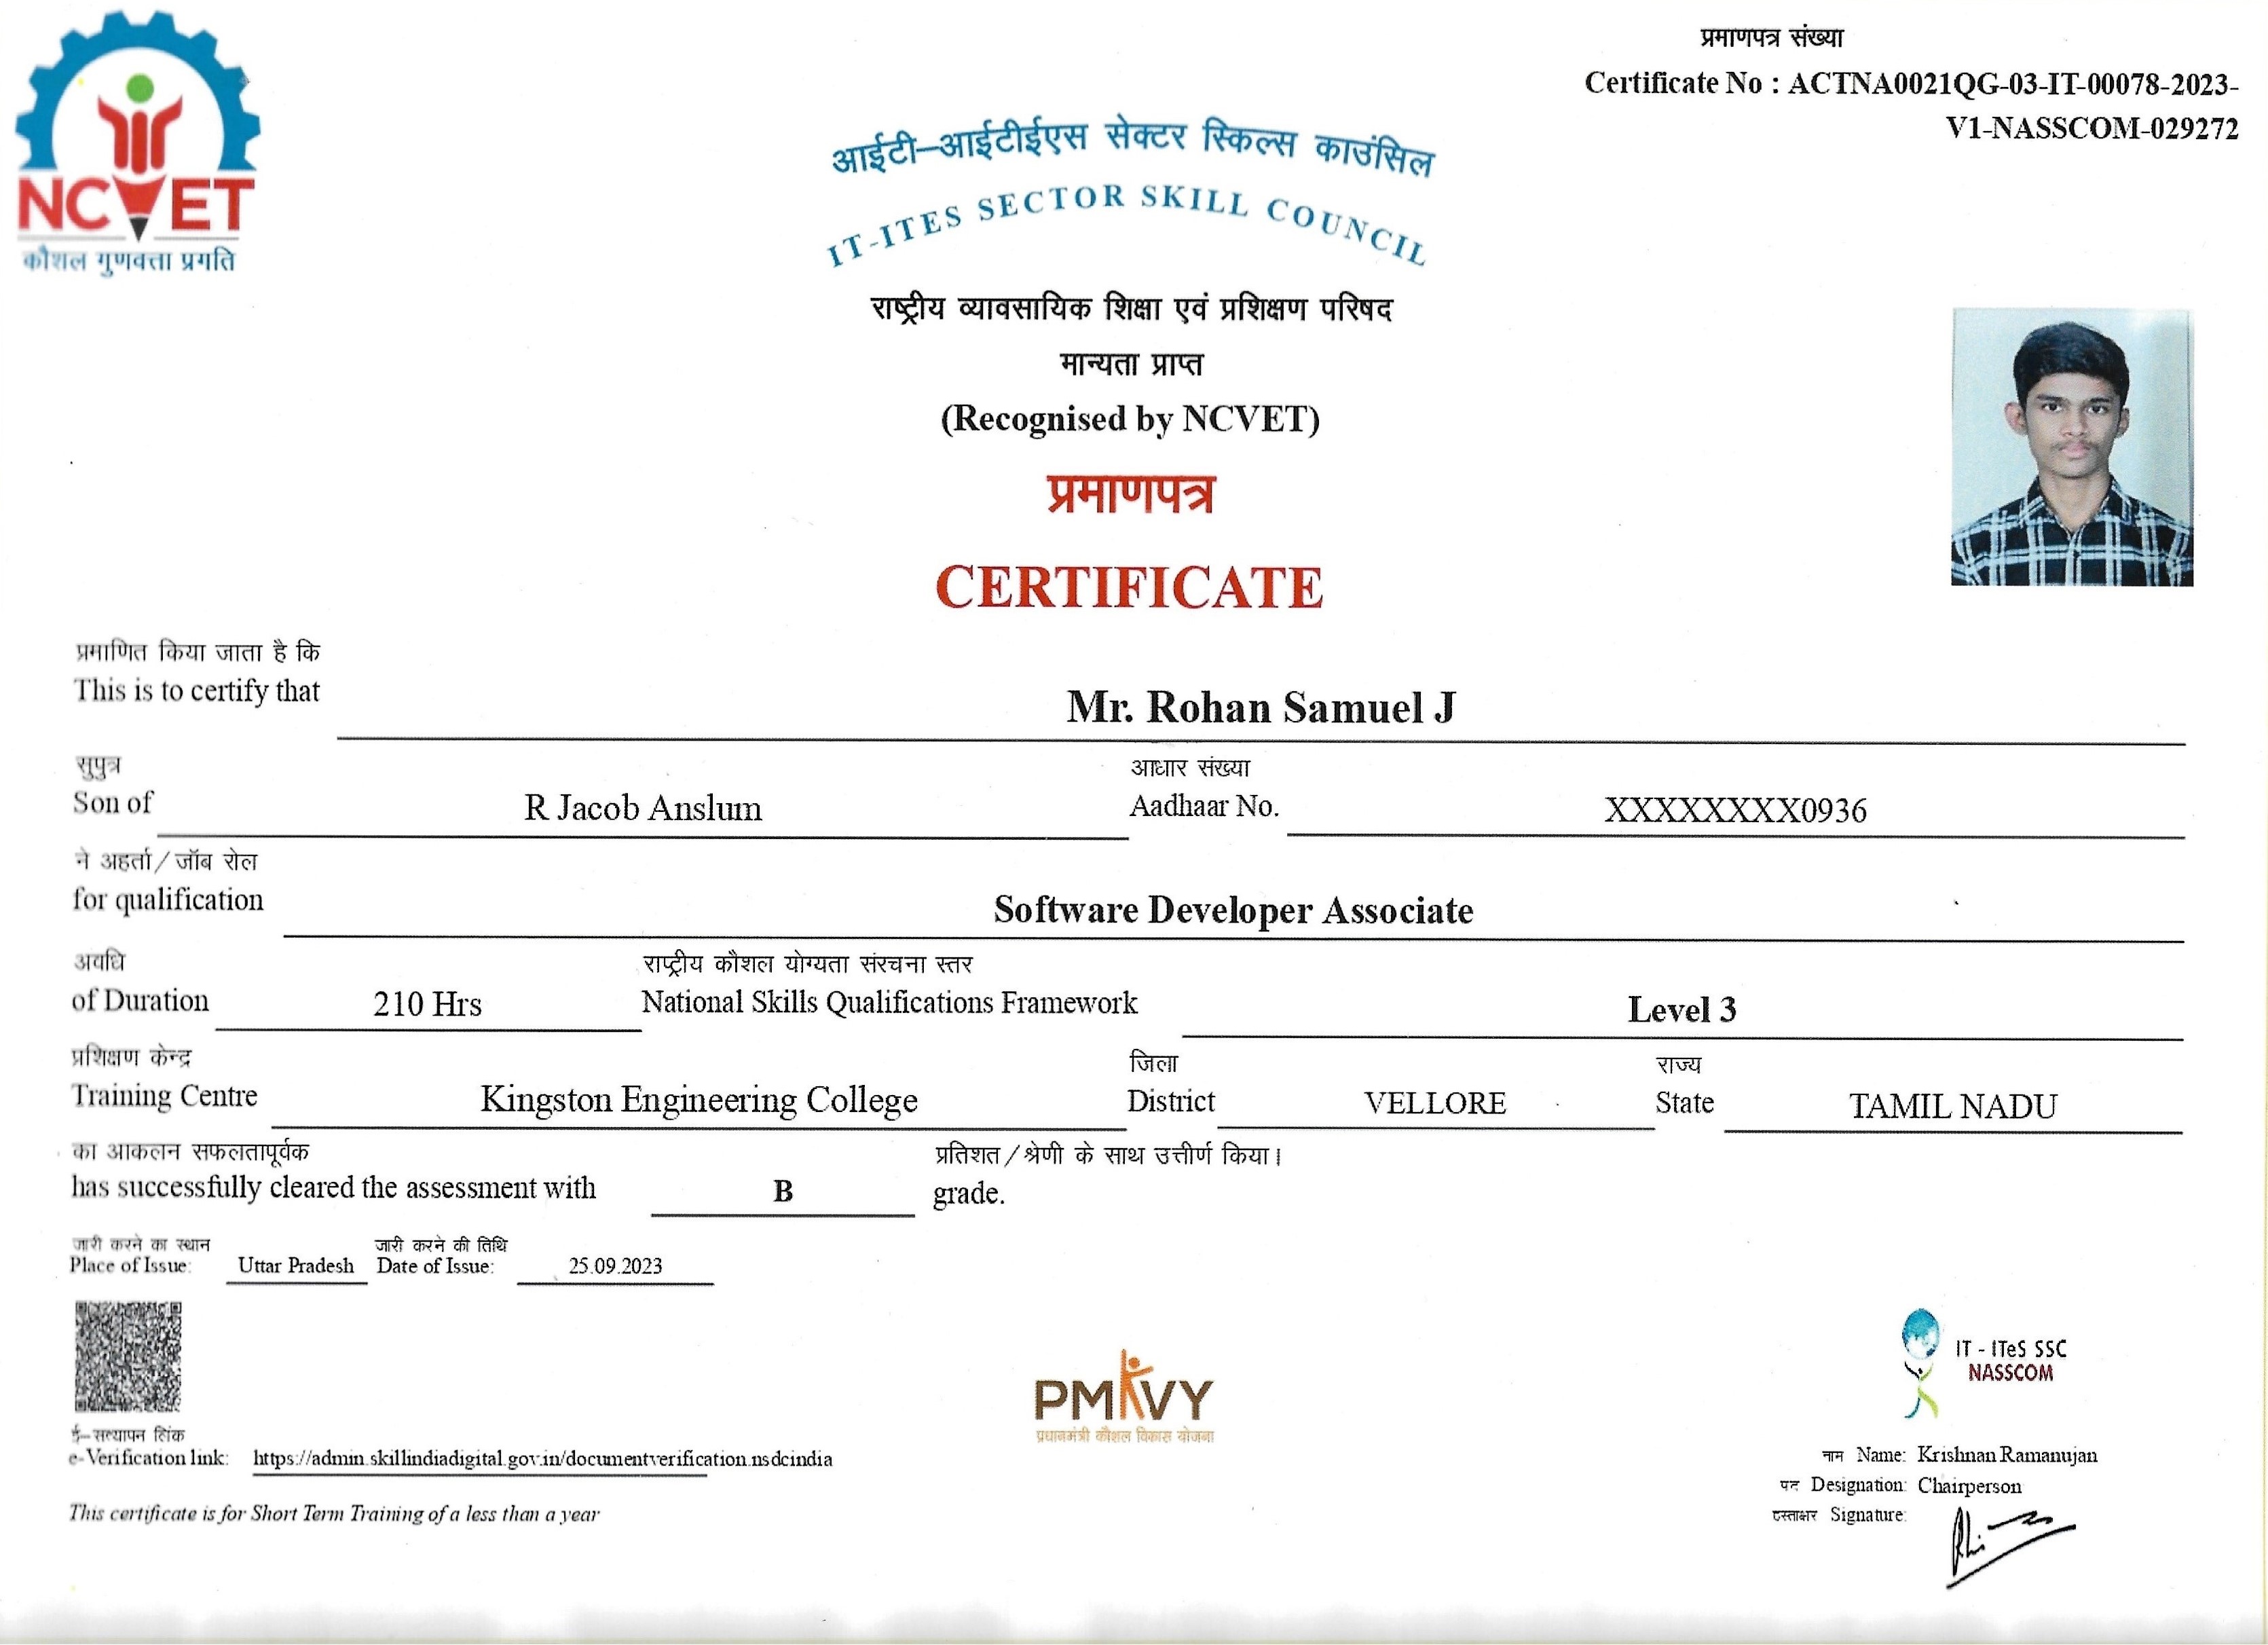 प्रमाणपत्र संख्या
Certificate No : ACTNA0021QG-03-IT-00078-2023-
V1-NASSCOM-029272
NCVET
कौशल गुणवत्ता प्रगति
आईटी–आईटीईएस सेक्टर स्किल्स काउंसिल
IT-ITES SECTOR SKILL COUNCIL
राष्ट्रीय व्यावसायिक शिक्षा एवं प्रशिक्षण परिषद
मान्यता प्राप्त
(Recognised by NCVET)
प्रमाणपत्र
CERTIFICATE
प्रमाणित किया जाता है कि
This is to certify that Mr. Rohan Samuel J
सुपुत्र आधार संख्या
Son of R Jacob Anslum Aadhaar No. XXXXXXXX0936
ने अहर्ता/जॉब रोल
for qualification Software Developer Associate
अवधि राष्ट्रीय कौशल योग्यता संरचना स्तर
of Duration 210 Hrs National Skills Qualifications Framework Level 3
प्रशिक्षण केन्द्र जिला राज्य
Training Centre Kingston Engineering College District VELLORE State TAMIL NADU
का आकलन सफलतापूर्वक प्रतिशत/श्रेणी के साथ उत्तीर्ण किया।
has successfully cleared the assessment with B grade.
जारी करने का स्थान जारी करने की तिथि
Place of Issue: Uttar Pradesh Date of Issue: 25.09.2023
ई–सत्यापन लिंक
e-Verification link: https://admin.skillindiadigital.gov.in/documentverification.nsdcindia
This certificate is for Short Term Training of a less than a year
PMKVY
प्रधानमंत्री कौशल विकास योजना
IT - ITeS SSC
NASSCOM
नाम Name: Krishnan Ramanujan
पद Designation: Chairperson
हस्ताक्षर Signature: